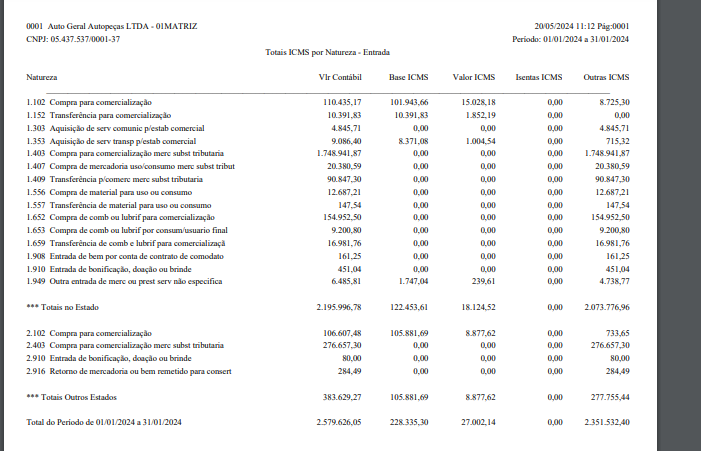 0001 Auto Geral Autopeças LTDA - 01MATRIZ 20/05/2024 11:12 Pág:0001
CNPJ: 05.437.537/0001-37 Período: 01/01/2024 a 31/01/2024
Totais ICMS por Natureza - Entrada
Natureza Vlr Contábil Base ICMS Valor ICMS Isentas ICMS Outras ICMS
1.102 Compra para comercialização 110.435,17 101.943,66 15.028,18 0,00 8.725,30
1.152 Transferência para comercialização 10.391,83 10.391,83 1.852,19 0,00 0,00
1.303 Aquisição de serv comunic p/estab comercial 4.845,71 0,00 0,00 0,00 4.845,71
1.353 Aquisição de serv transp p/estab comercial 9.086,40 8.371,08 1.004,54 0,00 715,32
1.403 Compra para comercialização merc subst tributaria 1.748.941,87 0,00 0,00 0,00 1.748.941,87
1.407 Compra de mercadoria uso/consumo merc subst tribut 20.380,59 0,00 0,00 0,00 20.380,59
1.409 Transferência p/comerc merc subst tributaria 90.847,30 0,00 0,00 0,00 90.847,30
1.556 Compra de material para uso ou consumo 12.687,21 0,00 0,00 0,00 12.687,21
1.557 Transferência de material para uso ou consumo 147,54 0,00 0,00 0,00 147,54
1.652 Compra de comb ou lubrif para comercialização 154.952,50 0,00 0,00 0,00 154.952,50
1.653 Compra de comb ou lubrif por consum/usuario final 9.200,80 0,00 0,00 0,00 9.200,80
1.659 Transferência de comb e lubrif para comercializaçã 16.981,76 0,00 0,00 0,00 16.981,76
1.908 Entrada de bem por conta de contrato de comodato 161,25 0,00 0,00 0,00 161,25
1.910 Entrada de bonificação, doação ou brinde 451,04 0,00 0,00 0,00 451,04
1.949 Outra entrada de merc ou prest serv não especifica 6.485,81 1.747,04 239,61 0,00 4.738,77
*** Totais no Estado 2.195.996,78 122.453,61 18.124,52 0,00 2.073.776,96
2.102 Compra para comercialização 106.607,48 105.881,69 8.877,62 0,00 733,65
2.403 Compra para comercialização merc subst tributaria 276.657,30 0,00 0,00 0,00 276.657,30
2.910 Entrada de bonificação, doação ou brinde 80,00 0,00 0,00 0,00 80,00
2.916 Retorno de mercadoria ou bem remetido para consert 284,49 0,00 0,00 0,00 284,49
*** Totais Outros Estados 383.629,27 105.881,69 8.877,62 0,00 277.755,44
Total do Período de 01/01/2024 a 31/01/2024 2.579.626,05 228.335,30 27.002,14 0,00 2.351.532,40